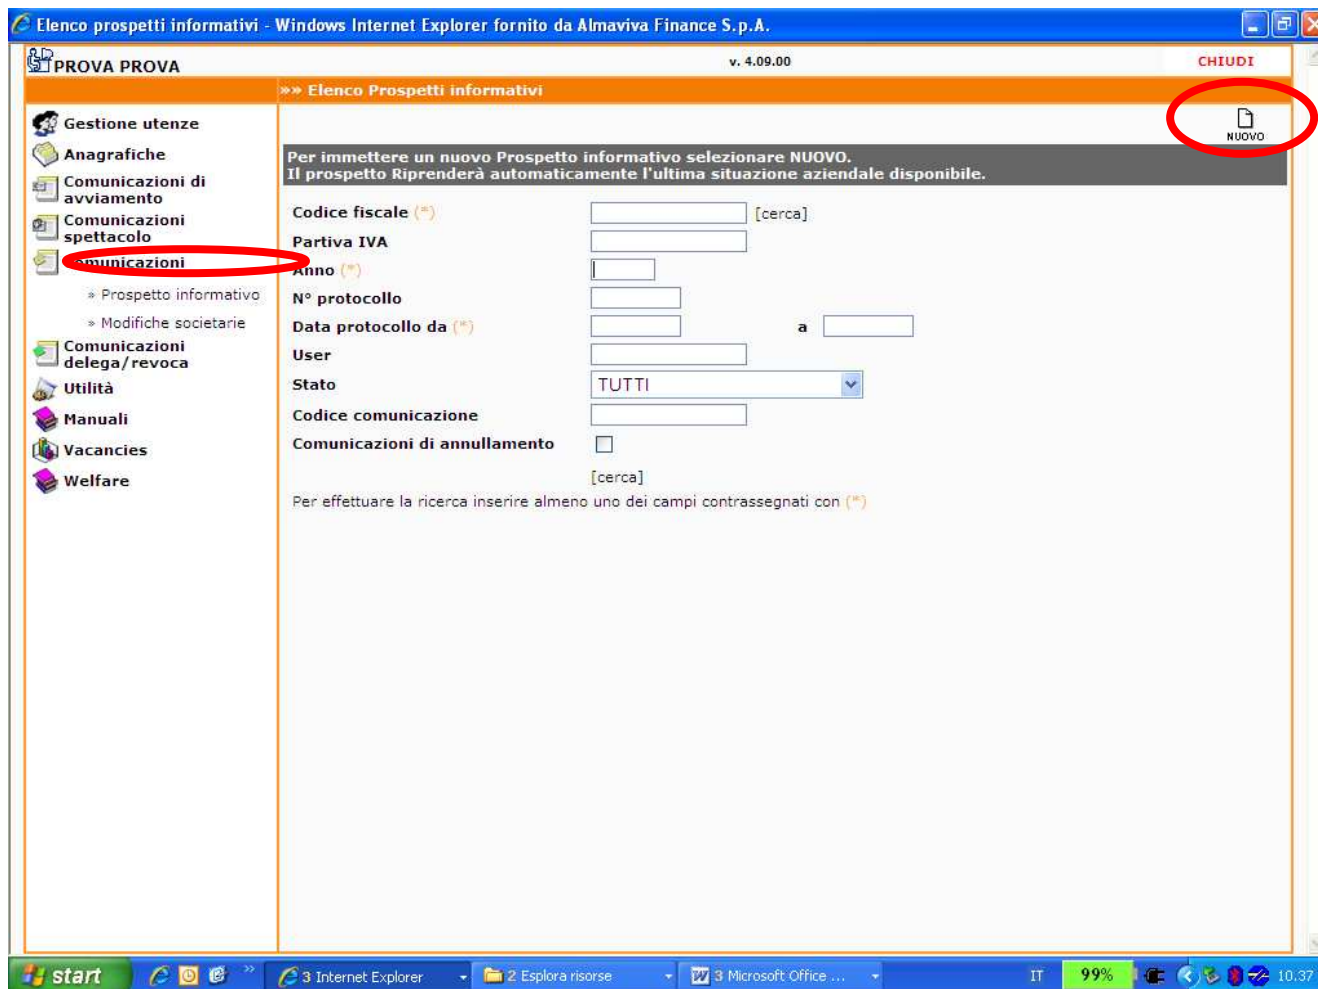 Elenco prospetti informativi - Windows Internet Explorer fornito da Almaviva Finance S.p.A.
PROVA PROVA
v. 4.09.00
CHIUDI
»» Elenco Prospetti informativi
NUOVO
Gestione utenze
Anagrafiche
Comunicazioni di
avviamento
Comunicazioni
spettacolo
Comunicazioni
» Prospetto informativo
» Modifiche societarie
Comunicazioni
delega/revoca
Utilità
Manuali
Vacancies
Welfare
Per immettere un nuovo Prospetto informativo selezionare NUOVO.
Il prospetto Riprenderà automaticamente l'ultima situazione aziendale disponibile.
Codice fiscale (*) [cerca]
Partiva IVA
Anno (*)
N° protocollo
Data protocollo da (*) a
User
Stato TUTTI
Codice comunicazione
Comunicazioni di annullamento
[cerca]
Per effettuare la ricerca inserire almeno uno dei campi contrassegnati con (*)
start » 3 Internet Explorer 2 Esplora risorse 3 Microsoft Office ... IT 99% 10.37